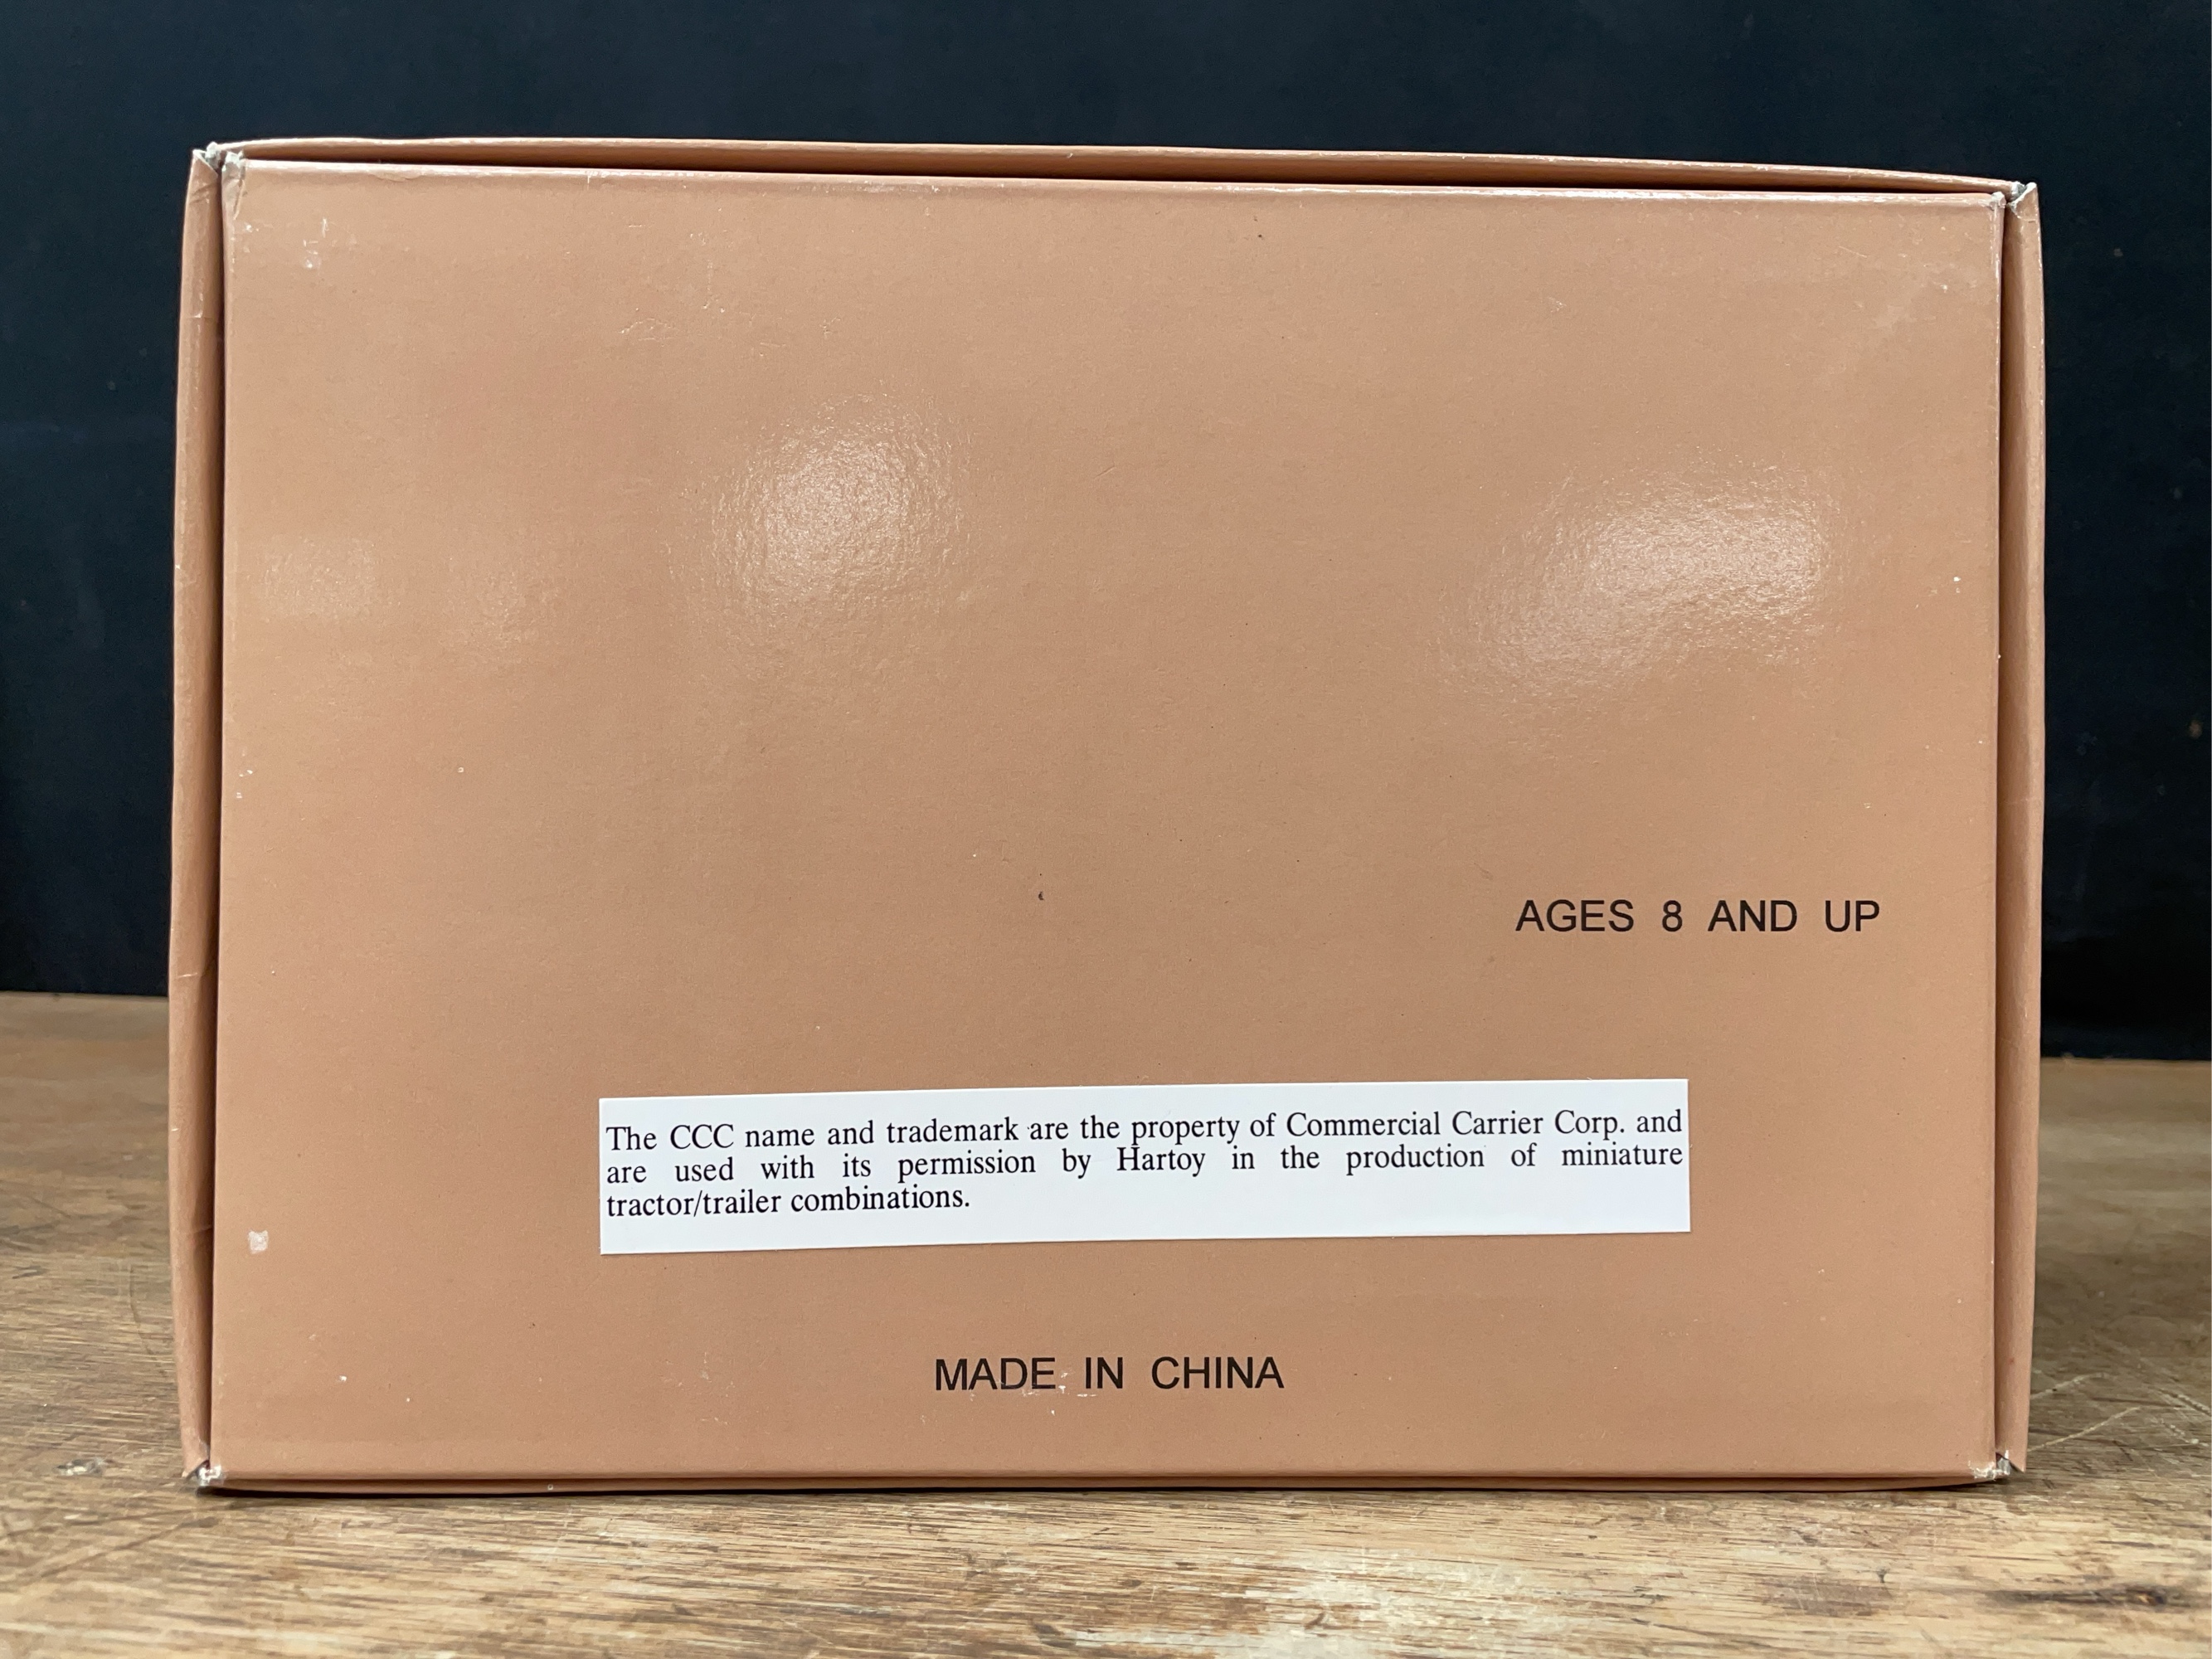 AGES 8 AND UP
The CCC name and trademark are the property of Commercial Carrier Corp. and
are used with its permission by Hartoy in the production of miniature
tractor/trailer combinations.
MADE IN CHINA